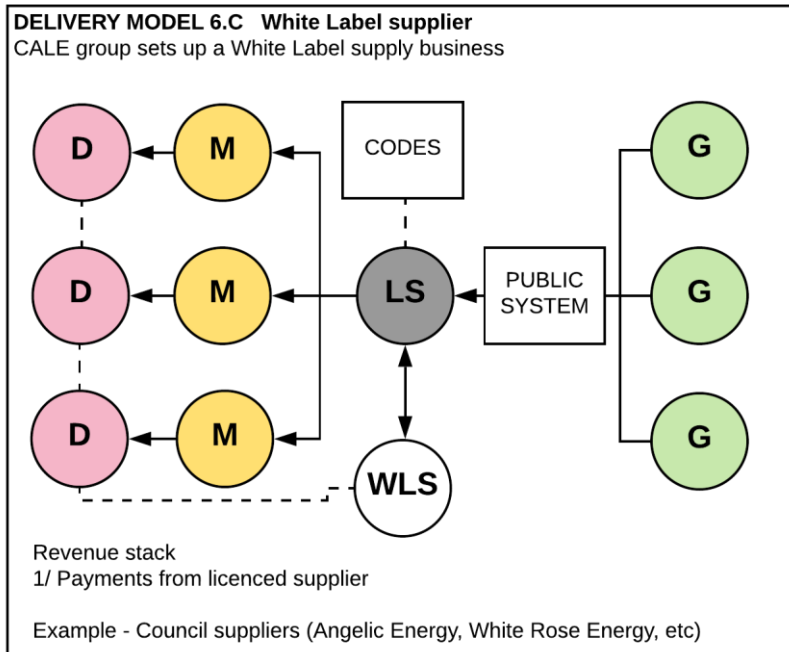 DELIVERY MODEL 6.C White Label supplier
CALE group sets up a White Label supply business
D
M
CODES
G
D
M
LS
PUBLIC
SYSTEM
G
D
M
WLS
G
Revenue stack
1/ Payments from licenced supplier
Example - Council suppliers (Angelic Energy, White Rose Energy, etc)